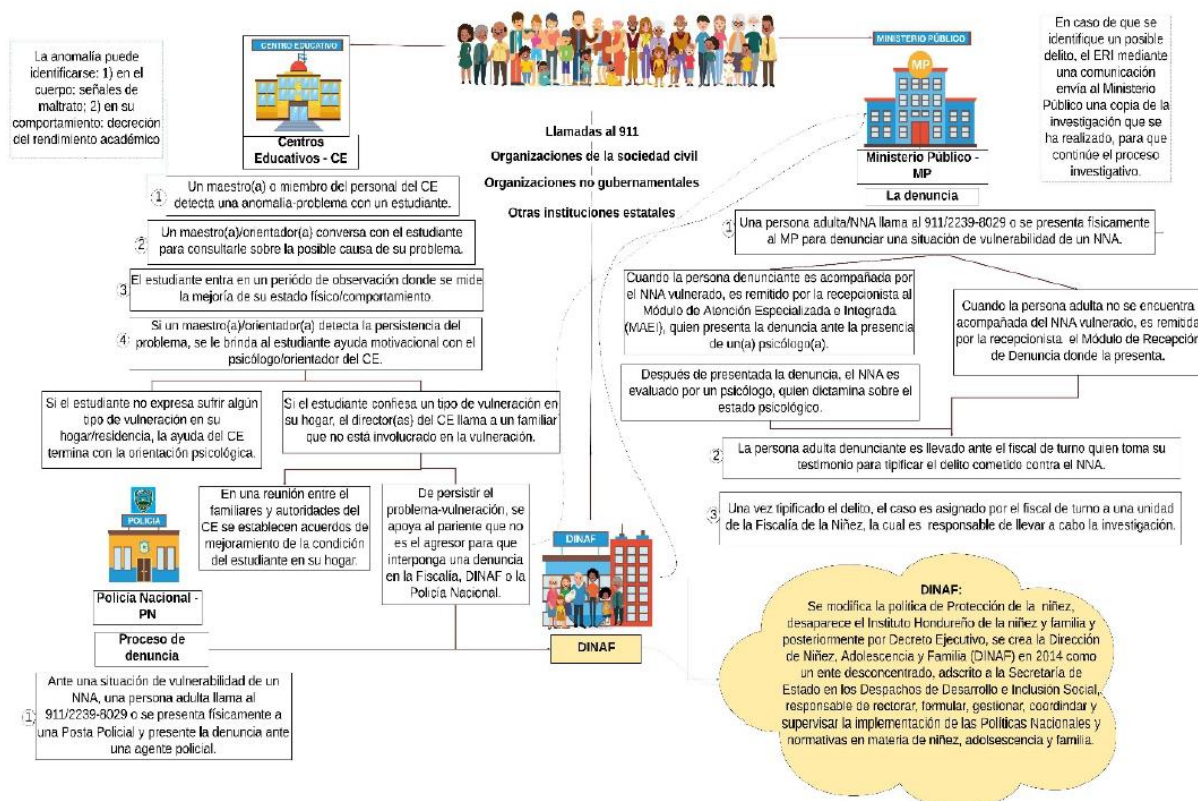 La anomalía puede
identificarse: 1) en el
cuerpo: señales de
maltrato; 2) en su
comportamiento: decreción
del rendimiento académico
CENTRO EDUCATIVO
Centros
Educativos - CE
Llamadas al 911
Organizaciones de la sociedad civil
Organizaciones no gubernamentales
Otras instituciones estatales
MINISTERIO PÚBLICO
MP
Ministerio Público -
MP
La denuncia
En caso de que se
identifique un posible
delito, el ERI mediante
una comunicación
envía al Ministerio
Público una copia de la
investigación que se
ha realizado, para que
continúe el proceso
investigativo.
1
Un maestro(a) o miembro del personal del CE
detecta una anomalia-problema con un estudiante.
2
Un maestro(a)/orientador(a) conversa con el estudiante
para consultarle sobre la posible causa de su problema.
3
El estudiante entra en un periódo de observación donde se mide
la mejoría de su estado físico/comportamiento.
4
Si un maestro(a)/orientador(a) detecta la persistencia del
problema, se le brinda al estudiante ayuda motivacional con el
psicólogo/orientador del CE.
Si el estudiante no expresa sufrir algún
tipo de vulneración en su
hogar/residencia, la ayuda del CE
termina con la orientación psicológica.
Si el estudiante confiesa un tipo de vulneración en
su hogar, el director(as) del CE llama a un familiar
que no está involucrado en la vulneración.
En una reunión entre el
familiares y autoridades del
CE se establecen acuerdos de
mejoramiento de la condición
del estudiante en su hogar.
De persistir el
problema-vulneración, se
apoya al pariente que no
es el agresor para que
interponga una denuncia
en la Fiscalía, DINAF o la
Policía Nacional.
POLICIA
Policía Nacional -
PN
Proceso de
denuncia
1
Ante una situación de vulnerabilidad de un
NNA, una persona adulta llama al
911/2239-8029 o se presenta físicamente a
una Posta Policial y presente la denuncia ante
una agente policial.
DINAF
DINAF
1
Una persona adulta/NNA llama al 911/2239-8029 o se presenta físicamente
al MP para denunciar una situación de vulnerabilidad de un NNA.
Cuando la persona denunciante es acompañada por
el NNA vulnerado, es remitido por la recepcionista al
Módulo de Atención Especializada e Integrada
(MAEI), quien presenta la denuncia ante la presencia
de un(a) psicólogo(a).
Cuando la persona adulta no se encuentra
acompañada del NNA vulnerado, es remitida
por la recepcionista el Módulo de Recepción
de Denuncia donde la presenta.
Después de presentada la denuncia, el NNA es
evaluado por un psicólogo, quien dictamina sobre el
estado psicológico.
2
La persona adulta denunciante es llevado ante el fiscal de turno quien toma su
testimonio para tipificar el delito cometido contra el NNA.
3
Una vez tipificado el delito, el caso es asignado por el fiscal de turno a una unidad
de la Fiscalía de la Niñez, la cual es responsable de llevar a cabo la investigación.
DINAF:
Se modifica la política de Protección de la niñez,
desaparece el Instituto Hondureño de la niñez y familia y
posteriormente por Decreto Ejecutivo, se crea la Dirección
de Niñez, Adolescencia y Familia (DINAF) en 2014 como
un ente desconcentrado, adscrito a la Secretaría de
Estado en los Despachos de Desarrollo e Inclusión Social,
responsable de rectorar, formular, gestionar, coordindar y
supervisar la implementación de las Políticas Nacionales y
normativas en materia de niñez, adolsescencia y familia.